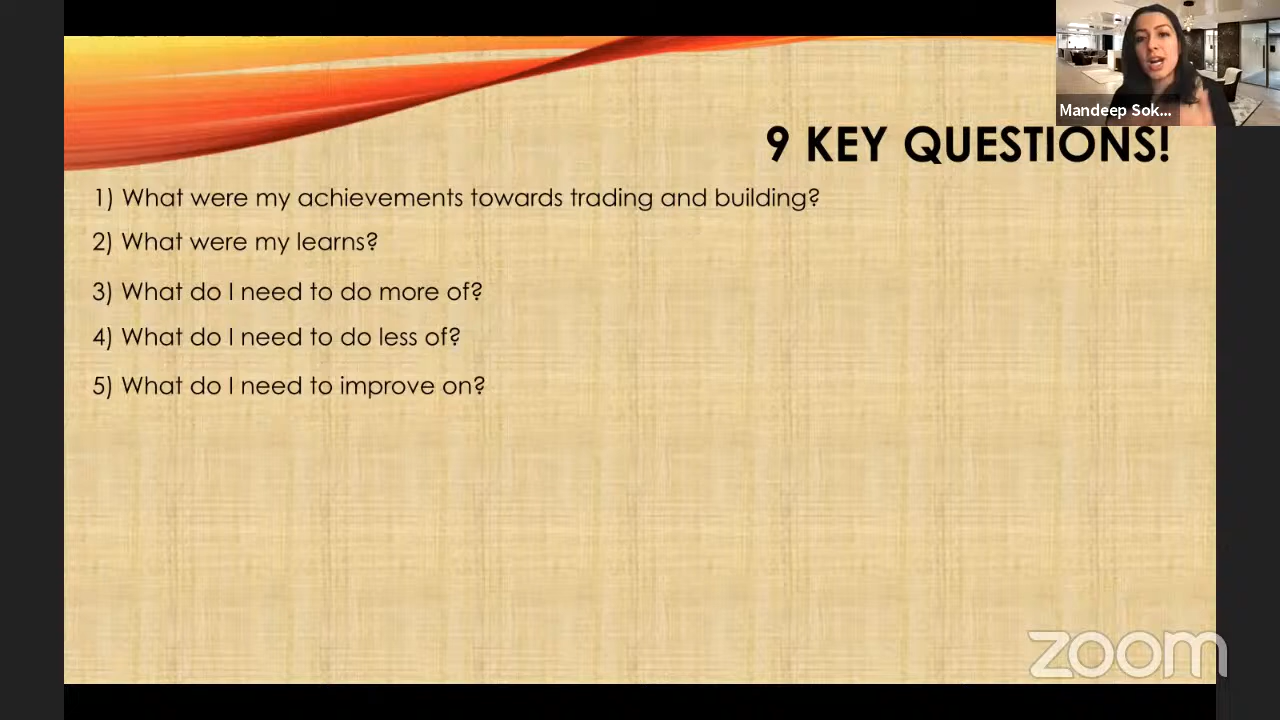 Mandeep Sok...
9 KEY QUESTIONS!
1) What were my achievements towards trading and building?
2) What were my learns?
3) What do I need to do more of?
4) What do I need to do less of?
5) What do I need to improve on?
zoom